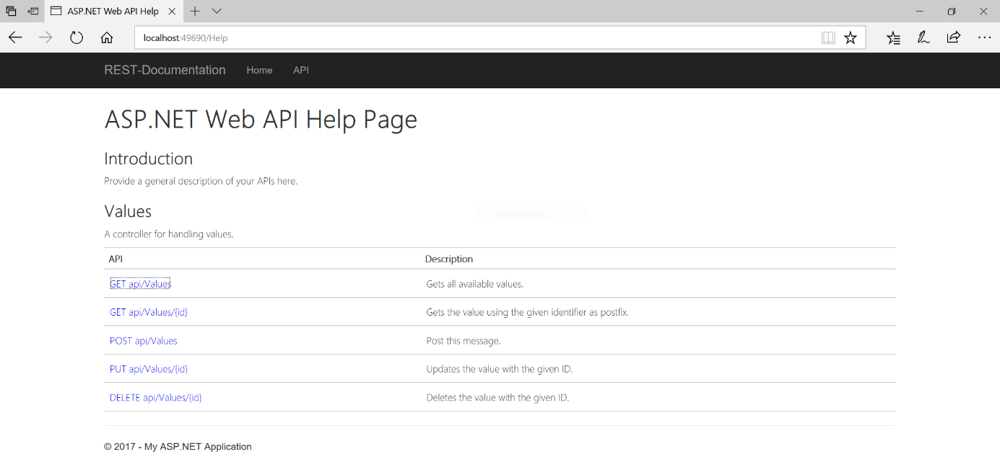 ASP.NET Web API Help
localhost:49690/Help
REST-Documentation Home API
ASP.NET Web API Help Page
Introduction
Provide a general description of your APIs here.
Values
Window Snip
A controller for handling values.
API Description
GET api/Values Gets all available values.
GET api/Values/{id} Gets the value using the given identifier as postfix.
POST api/Values Post this message.
PUT api/Values/{id} Updates the value with the given ID.
DELETE api/Values/{id} Deletes the value with the given ID.
© 2017 - My ASP.NET Application